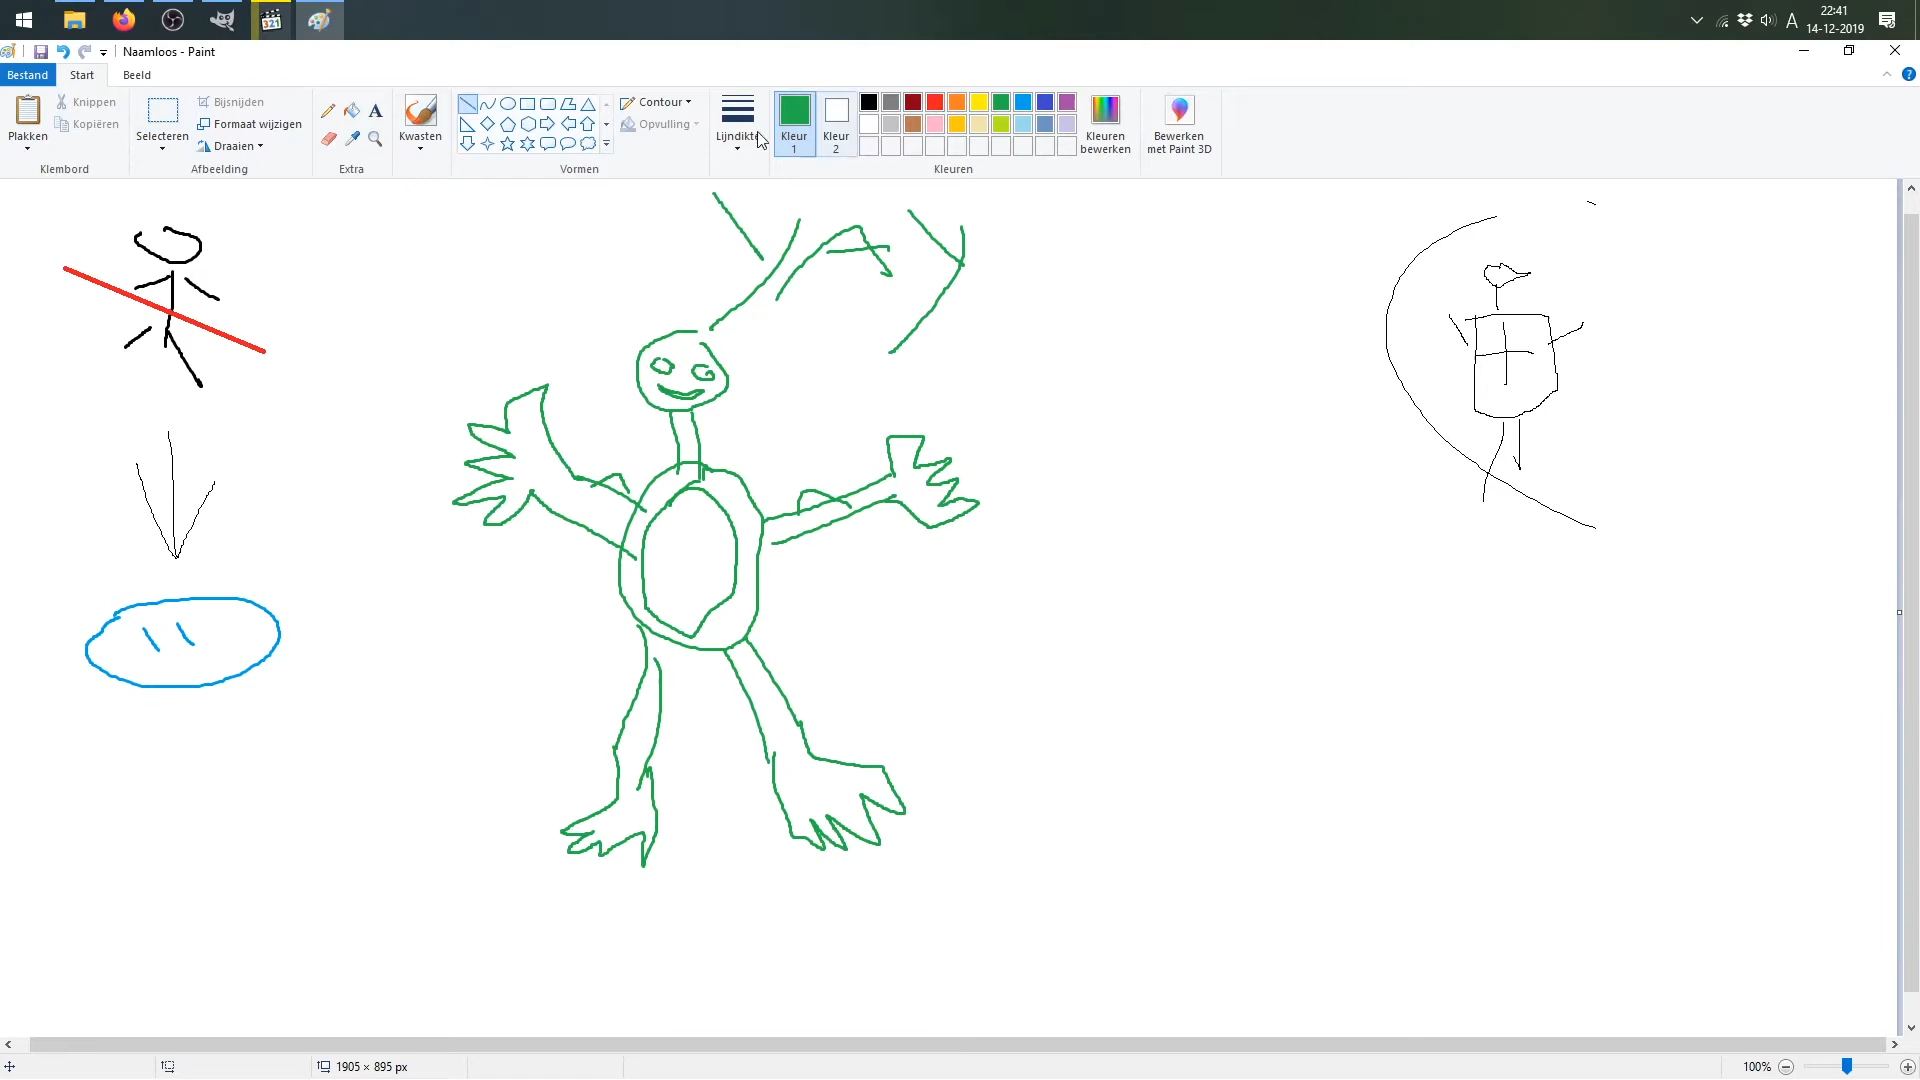 321
A
22:41
14-12-2019
Naamloos - Paint
Bestand
Start
Beeld
?
Plakken
Knippen
Kopiëren
Klembord
Selecteren
Bijsnijden
Formaat wijzigen
Draaien
Afbeelding
A
Extra
Kwasten
Contour
Opvulling
Vormen
Lijndikte
Kleur
1
Kleur
2
Kleuren
bewerken
Kleuren
Bewerken
met Paint 3D
1905 × 895 px
100%